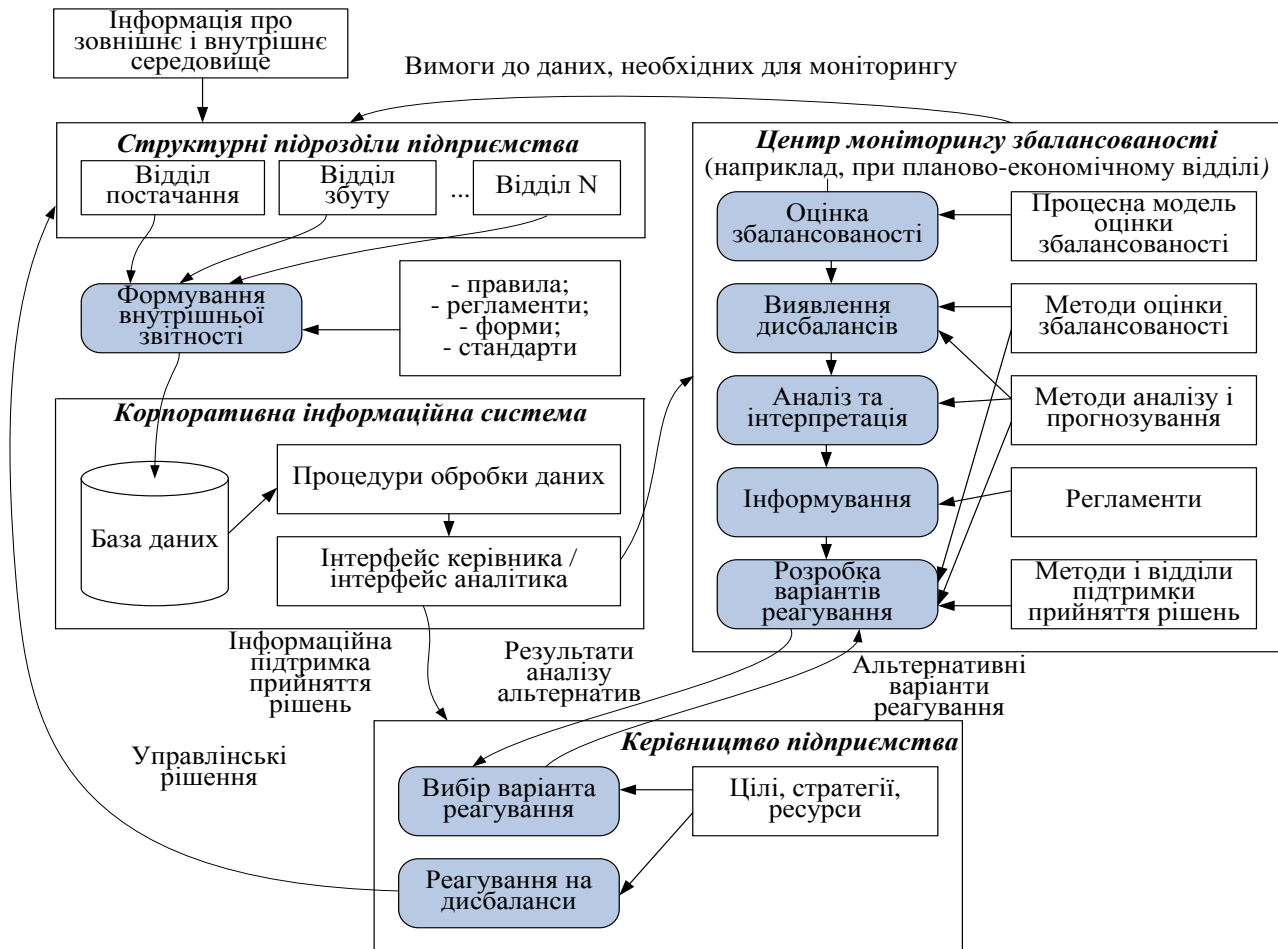 Інформація про
зовнішнє і внутрішнє
середовище
Вимоги до даних, необхідних для моніторингу
Структурні підрозділи підприємства
Відділ
постачання
Відділ
збуту
...
Відділ N
Формування
внутрішньої
звітності
- правила;
- регламенти;
- форми;
- стандарти
Корпоративна інформаційна система
База даних
Процедури обробки даних
Інтерфейс керівника /
інтерфейс аналітика
Центр моніторингу збалансованості
(наприклад, при планово-економічному відділі)
Оцінка
збалансованості
Процесна модель
оцінки
збалансованості
Виявлення
дисбалансів
Методи оцінки
збалансованості
Аналіз та
інтерпретація
Методи аналізу і
прогнозування
Інформування
Регламенти
Розробка
варіантів
реагування
Методи і відділи
підтримки
прийняття рішень
Інформаційна
підтримка
прийняття
рішень
Результати
аналізу
альтернатив
Альтернативні
варіанти
реагування
Управлінські
рішення
Керівництво підприємства
Вибір варіанта
реагування
Цілі, стратегії,
ресурси
Реагування на
дисбаланси